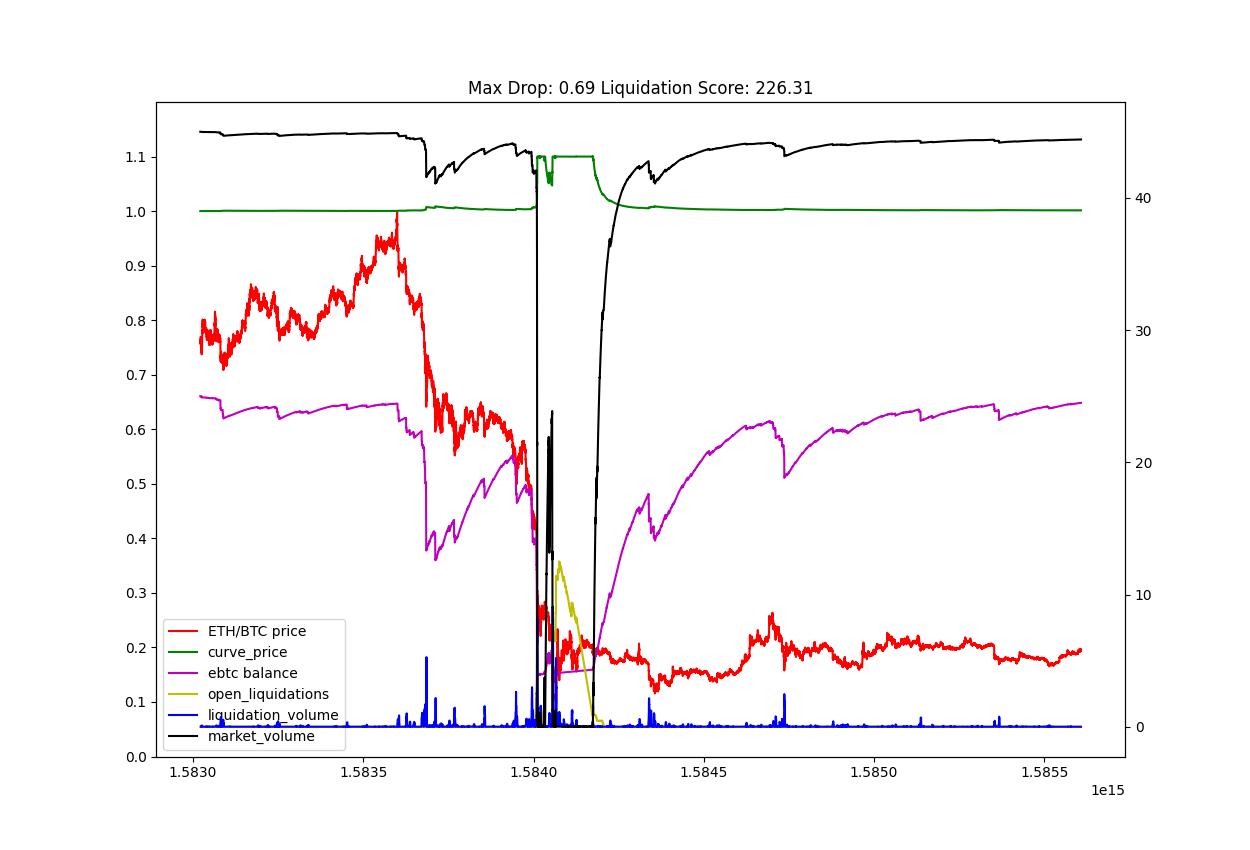 Max Drop: 0.69 Liquidation Score: 226.31
1.1
1.0
0.9
0.8
0.7
0.6
0.5
0.4
0.3
0.2
0.1
0.0
40
30
20
10
0
ETH/BTC price
curve_price
ebtc balance
open_liquidations
liquidation_volume
market_volume
1.5830 1.5835 1.5840 1.5845 1.5850 1.5855
1e15